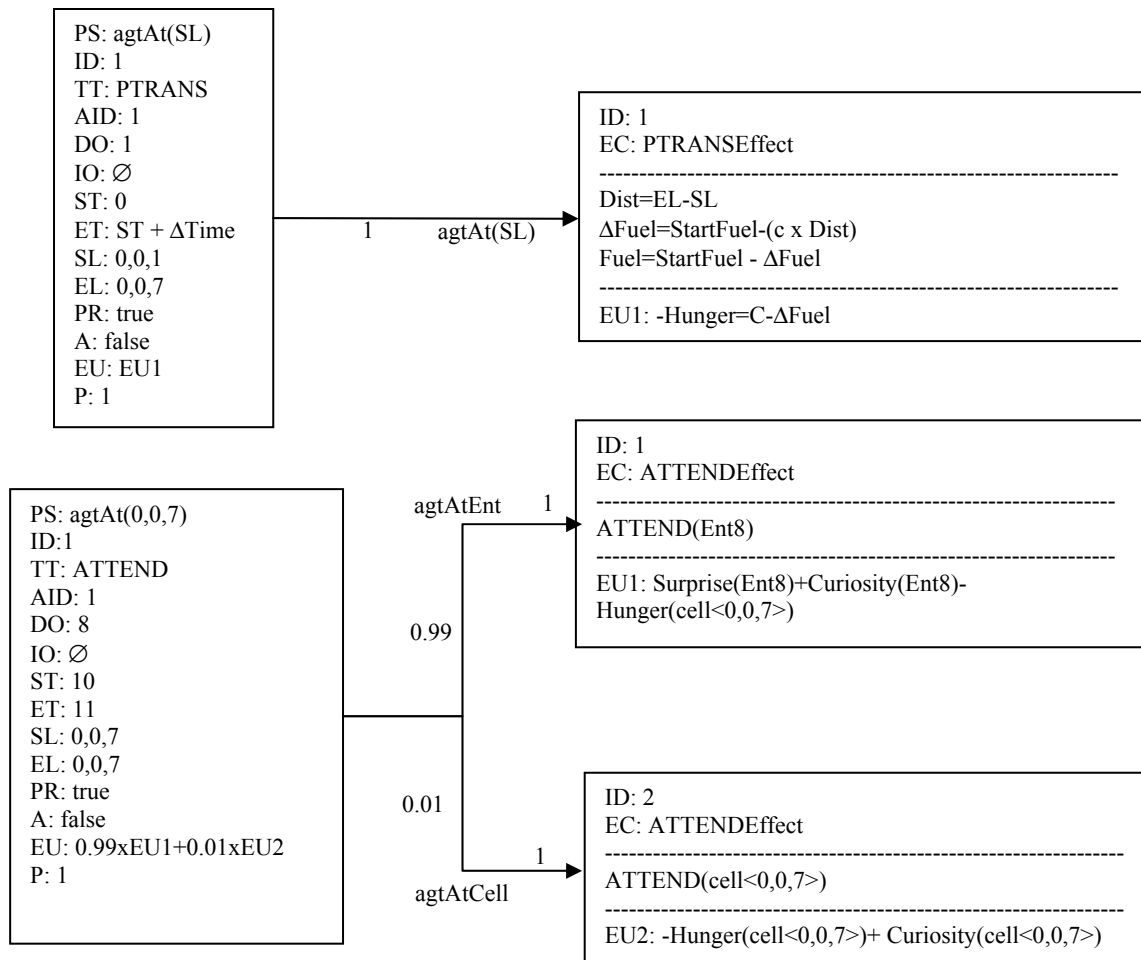 PS: agtAt(SL)
ID: 1
TT: PTRANS
AID: 1
DO: 1
IO: ∅
ST: 0
ET: ST + ΔTime
SL: 0,0,1
EL: 0,0,7
PR: true
A: false
EU: EU1
P: 1
1 agtAt(SL)
ID: 1
EC: PTRANSEffect
--------------------------------------------------------------------
Dist=EL-SL
ΔFuel=StartFuel-(c x Dist)
Fuel=StartFuel - ΔFuel
--------------------------------------------------------------------
EU1: -Hunger=C-ΔFuel
PS: agtAt(0,0,7)
ID:1
TT: ATTEND
AID: 1
DO: 8
IO: ∅
ST: 10
ET: 11
SL: 0,0,7
EL: 0,0,7
PR: true
A: false
EU: 0.99xEU1+0.01xEU2
P: 1
agtAtEnt 1
0.99
ID: 1
EC: ATTENDEffect
--------------------------------------------------------------------
ATTEND(Ent8)
--------------------------------------------------------------------
EU1: Surprise(Ent8)+Curiosity(Ent8)-
Hunger(cell<0,0,7>)
0.01
1
agtAtCell
ID: 2
EC: ATTENDEffect
--------------------------------------------------------------------
ATTEND(cell<0,0,7>)
--------------------------------------------------------------------
EU2: -Hunger(cell<0,0,7>)+ Curiosity(cell<0,0,7>)